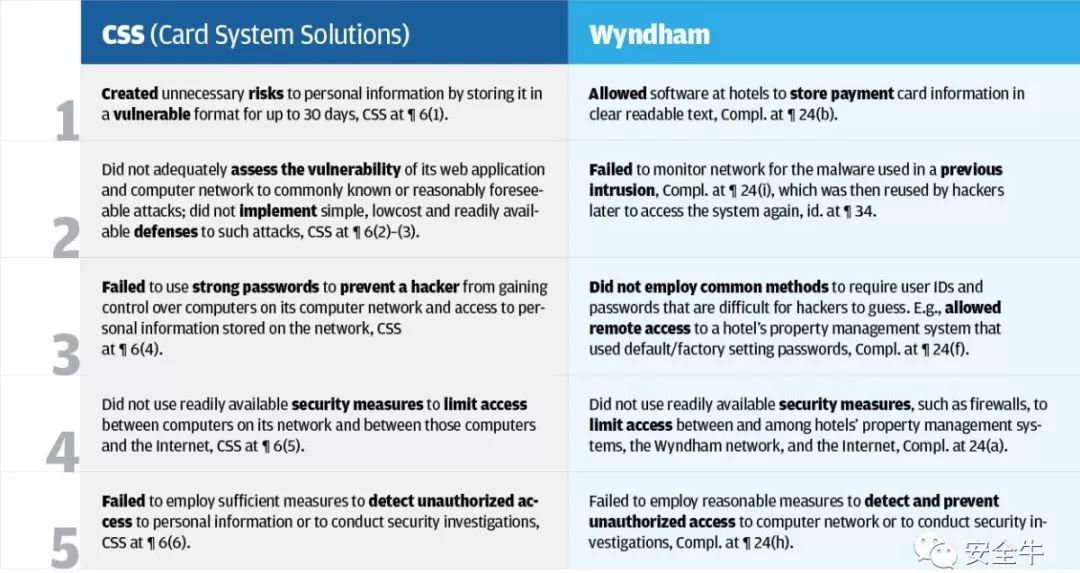 CSS (Card System Solutions)
Wyndham
1
Created unnecessary risks to personal information by storing it in
a vulnerable format for up to 30 days, CSS at ¶ 6(1).
Allowed software at hotels to store payment card information in
clear readable text, Compl. at ¶ 24(b).
2
Did not adequately assess the vulnerability of its web application
and computer network to commonly known or reasonably foresee-
able attacks; did not implement simple, lowcost and readily avail-
able defenses to such attacks, CSS at ¶ 6(2)–(3).
Failed to monitor network for the malware used in a previous
intrusion, Compl. at ¶ 24(i), which was then reused by hackers
later to access the system again, id. at ¶ 34.
3
Failed to use strong passwords to prevent a hacker from gaining
control over computers on its computer network and access to per-
sonal information stored on the network, CSS
at ¶ 6(4).
Did not employ common methods to require user IDs and
passwords that are difficult for hackers to guess. E.g., allowed
remote access to a hotel's property management system that
used default/factory setting passwords, Compl. at ¶ 24(f).
4
Did not use readily available security measures to limit access
between computers on its network and between those computers
and the Internet, CSS at ¶ 6(5).
Did not use readily available security measures, such as firewalls, to
limit access between and among hotels' property management sys-
tems, the Wyndham network, and the Internet, Compl. at 24(a).
5
Failed to employ sufficient measures to detect unauthorized ac-
cess to personal information or to conduct security investigations,
CSS at ¶ 6(6).
Failed to employ reasonable measures to detect and prevent
unauthorized access to computer network or to conduct security in-
vestigations, Compl. at ¶ 24(h).
安全牛